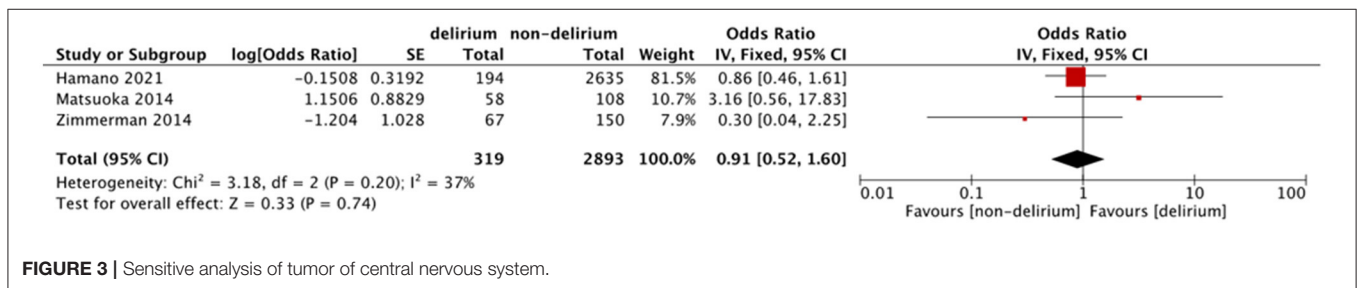 delirium non-delirium Odds Ratio Odds Ratio
Study or Subgroup log[Odds Ratio] SE Total Total Weight IV, Fixed, 95% CI IV, Fixed, 95% CI
Hamano 2021 -0.1508 0.3192 194 2635 81.5% 0.86 [0.46, 1.61]
Matsuoka 2014 1.1506 0.8829 58 108 10.7% 3.16 [0.56, 17.83]
Zimmerman 2014 -1.204 1.028 67 150 7.9% 0.30 [0.04, 2.25]
Total (95% CI) 319 2893 100.0% 0.91 [0.52, 1.60]
Heterogeneity: Chi² = 3.18, df = 2 (P = 0.20); I² = 37%
Test for overall effect: Z = 0.33 (P = 0.74)
0.01 0.1 1 10 100
Favours [non-delirium] Favours [delirium]
FIGURE 3 | Sensitive analysis of tumor of central nervous system.